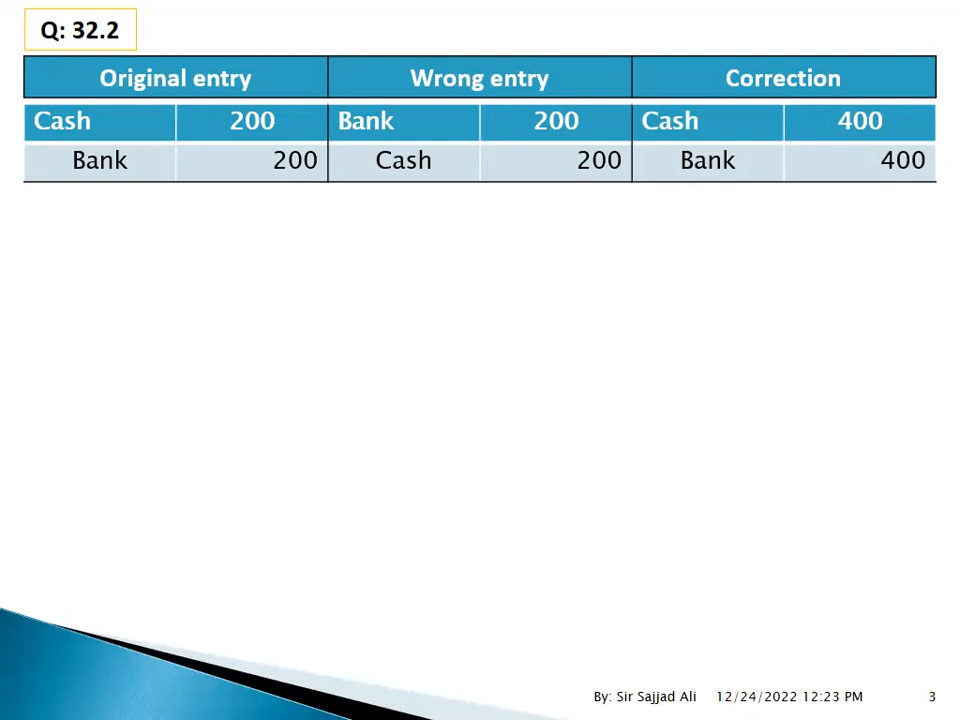 Q: 32.2
Original entry Wrong entry Correction
Cash 200 Bank 200 Cash 400
Bank 200 Cash 200 Bank 400
By: Sir Sajjad Ali 12/24/2022 12:23 PM 3